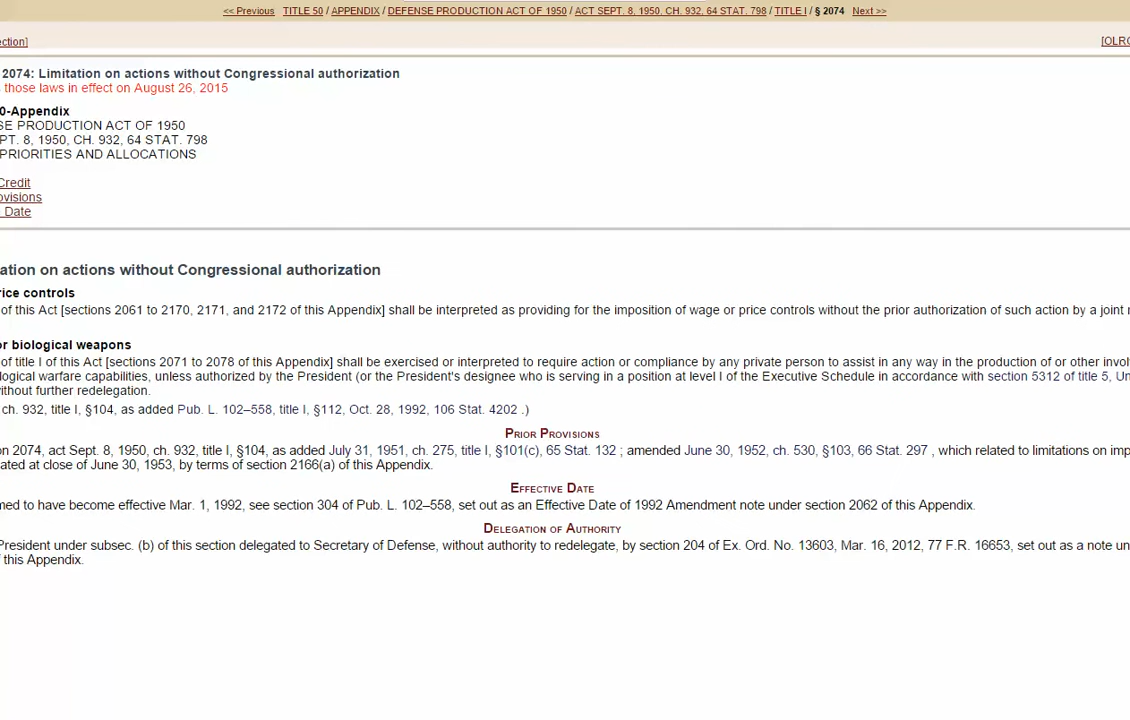 << Previous TITLE 50 / APPENDIX / DEFENSE PRODUCTION ACT OF 1950 / ACT SEPT. 8, 1950, CH. 932, 64 STAT. 798 / TITLE I / § 2074 Next >>
ction] [OLRC
2074: Limitation on actions without Congressional authorization
those laws in effect on August 26, 2015
0-Appendix
SE PRODUCTION ACT OF 1950
PT. 8, 1950, CH. 932, 64 STAT. 798
PRIORITIES AND ALLOCATIONS
Credit
ovisions
Date
ation on actions without Congressional authorization
rice controls
of this Act [sections 2061 to 2170, 2171, and 2172 of this Appendix] shall be interpreted as providing for the imposition of wage or price controls without the prior authorization of such action by a joint r
or biological weapons
of title I of this Act [sections 2071 to 2078 of this Appendix] shall be exercised or interpreted to require action or compliance by any private person to assist in any way in the production of or other invol
logical warfare capabilities, unless authorized by the President (or the President's designee who is serving in a position at level I of the Executive Schedule in accordance with section 5312 of title 5, Un
without further redelegation.
ch. 932, title I, §104, as added Pub. L. 102–558, title I, §112, Oct. 28, 1992, 106 Stat. 4202 .)
Prior Provisions
on 2074, act Sept. 8, 1950, ch. 932, title I, §104, as added July 31, 1951, ch. 275, title I, §101(c), 65 Stat. 132 ; amended June 30, 1952, ch. 530, §103, 66 Stat. 297 , which related to limitations on imp
ated at close of June 30, 1953, by terms of section 2166(a) of this Appendix.
Effective Date
med to have become effective Mar. 1, 1992, see section 304 of Pub. L. 102–558, set out as an Effective Date of 1992 Amendment note under section 2062 of this Appendix.
Delegation of Authority
President under subsec. (b) of this section delegated to Secretary of Defense, without authority to redelegate, by section 204 of Ex. Ord. No. 13603, Mar. 16, 2012, 77 F.R. 16653, set out as a note un
f this Appendix.